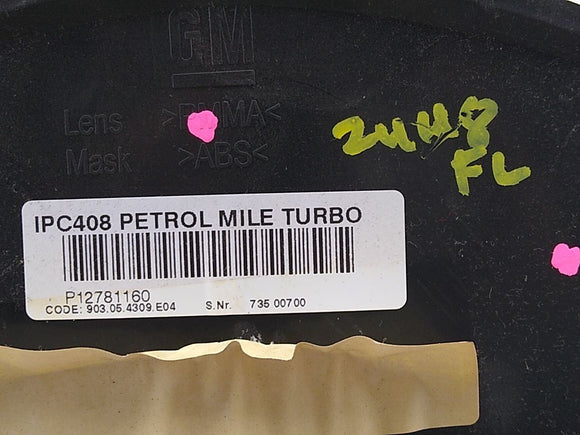 GM
Lens >PMMA<
Mask >ABS<
2448
FL
IPC408 PETROL MILE TURBO
P12781160
CODE: 903.05.4309.E04 S.Nr. 735 00700